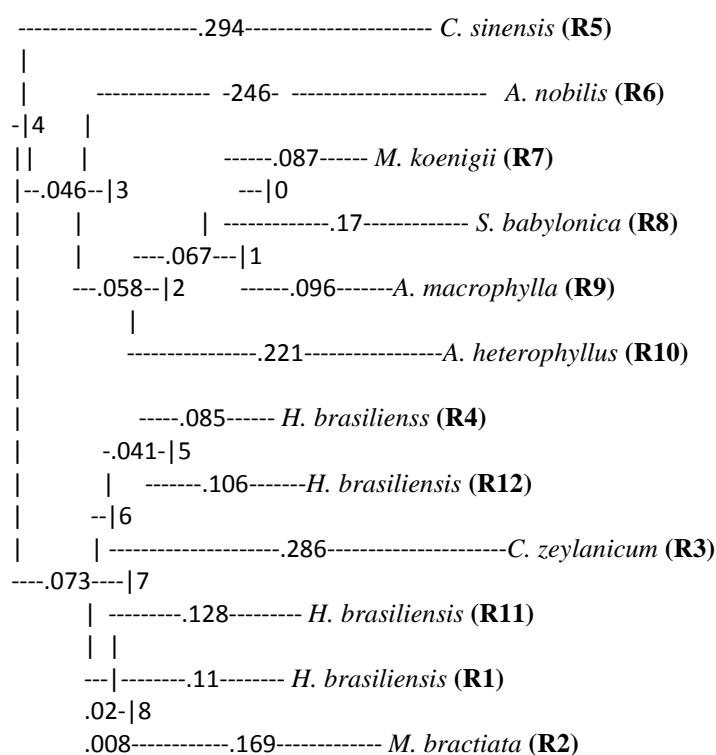 ---------------------.294----------------------- C. sinensis (R5)
|
| -------------- -246- ------------------------ A. nobilis (R6)
-|4 |
|| | ------.087------ M. koenigii (R7)
|--.046--|3 ---|0
| | | -------------.17------------- S. babylonica (R8)
| | ----.067---|1
| ---.058--|2 ------.096-------A. macrophylla (R9)
| |
| ----------------.221-----------------A. heterophyllus (R10)
|
| -----.085------ H. brasilienss (R4)
| -.041-|5
| | -------.106-------H. brasiliensis (R12)
| --|6
| | ---------------------.286----------------------C. zeylanicum (R3)
----.073----|7
| ---------.128--------- H. brasiliensis (R11)
| |
---|--------.11-------- H. brasiliensis (R1)
.02-|8
.008------------.169------------- M. bractiata (R2)